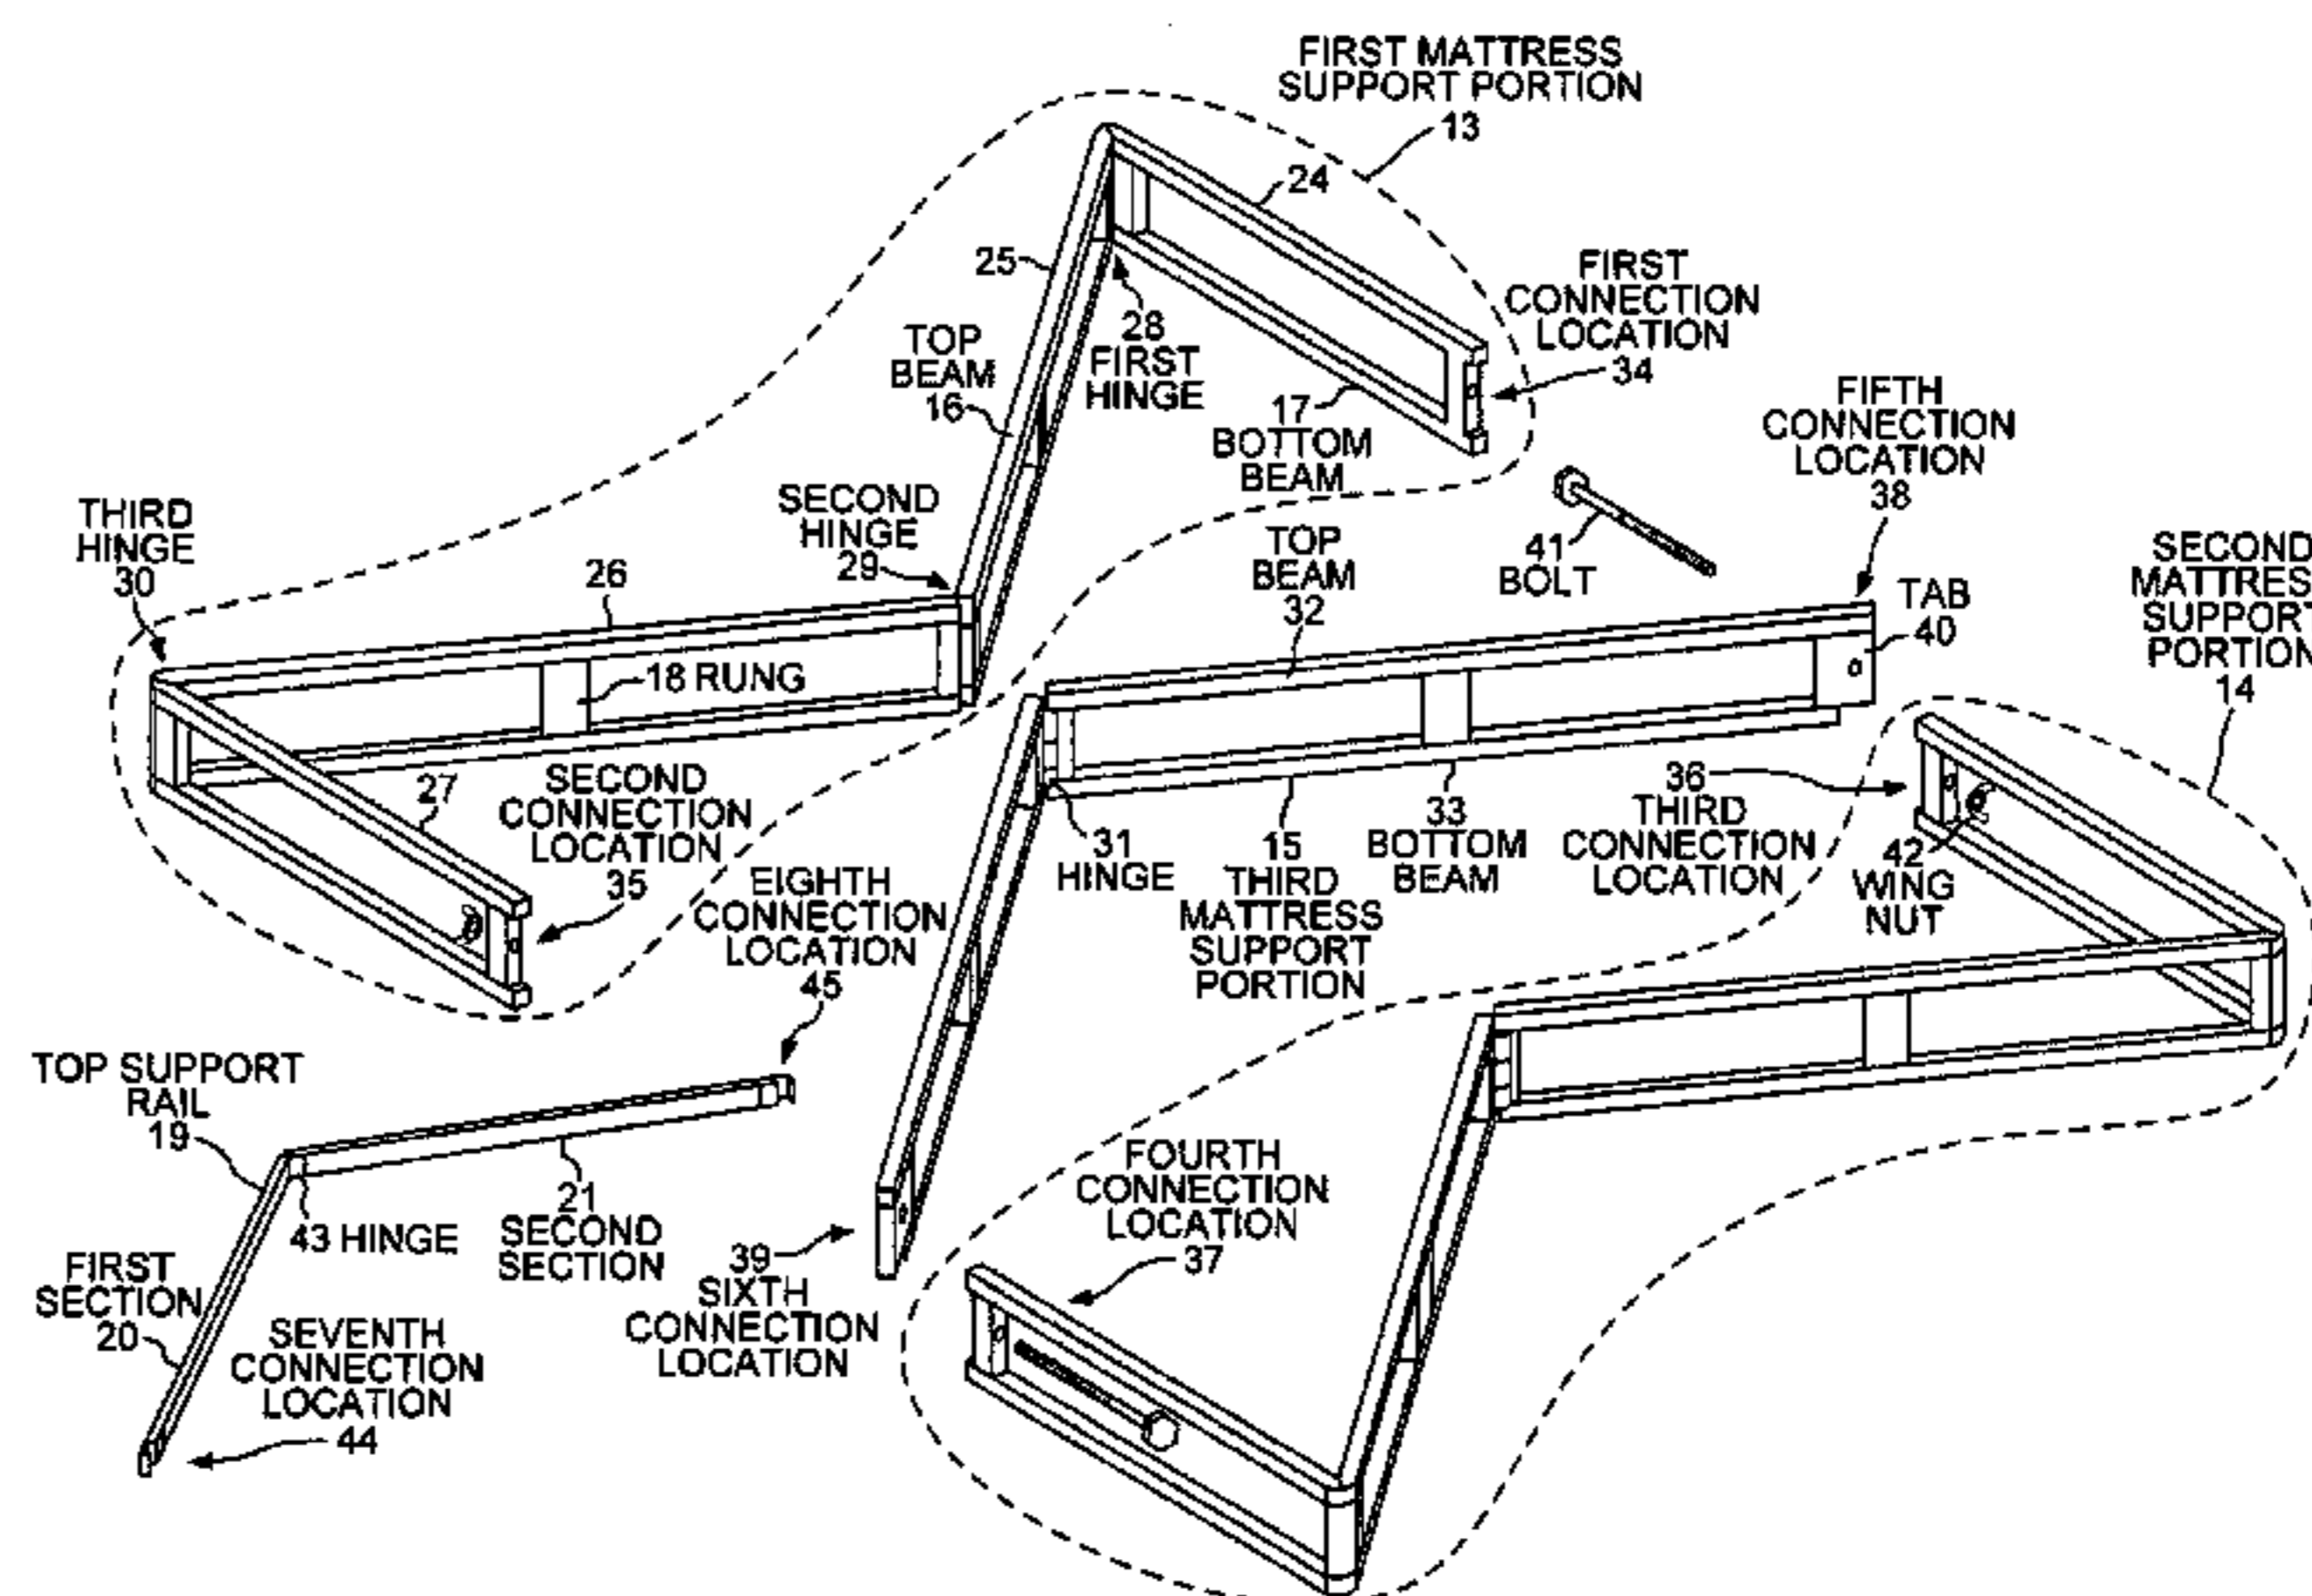 FIRST MATTRESS
SUPPORT PORTION
13
24
25
FIRST
CONNECTION
LOCATION
34
TOP
BEAM
16
28
FIRST
HINGE
17
BOTTOM
BEAM
FIFTH
CONNECTION
LOCATION
38
THIRD
HINGE
30
SECOND
HINGE
29
26
TOP
BEAM
32
41
BOLT
TAB
40
SECOND
MATTRESS
SUPPORT
PORTION
14
18 RUNG
27
SECOND
CONNECTION
LOCATION
35
31
HINGE
15
THIRD
MATTRESS
SUPPORT
PORTION
33
BOTTOM
BEAM
36
THIRD
CONNECTION
LOCATION
42
WING
NUT
EIGHTH
CONNECTION
LOCATION
45
TOP SUPPORT
RAIL
19
43 HINGE
21
SECOND
SECTION
FIRST
SECTION
20
SEVENTH
CONNECTION
LOCATION
44
39
SIXTH
CONNECTION
LOCATION
FOURTH
CONNECTION
LOCATION
37